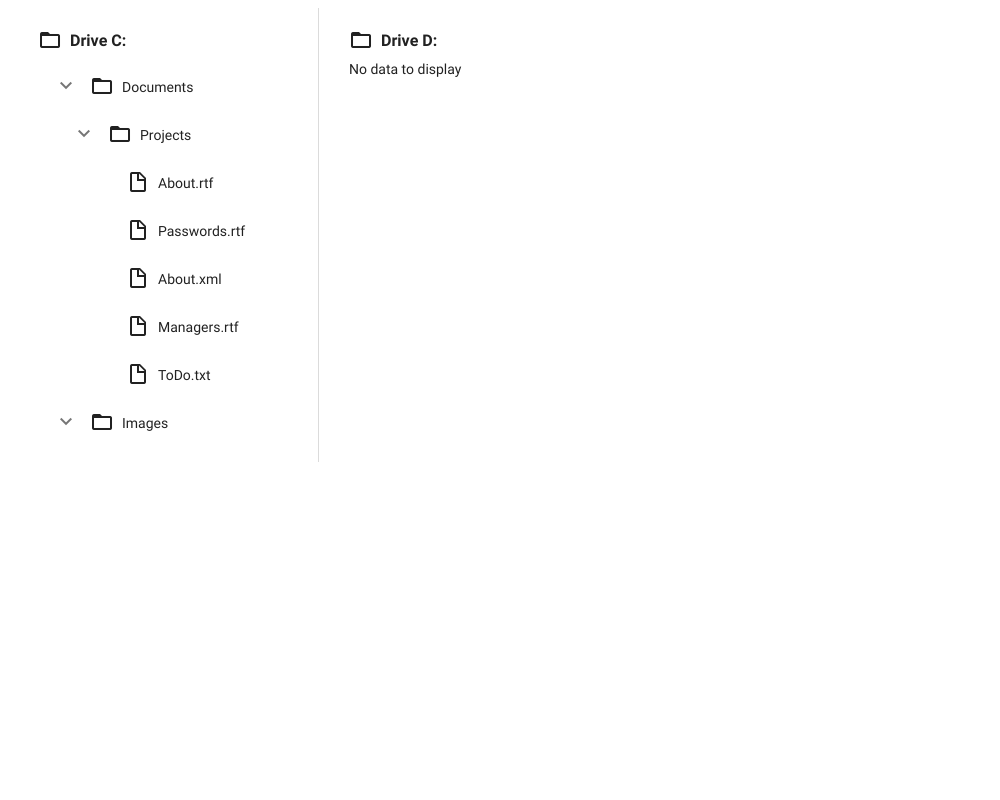 Drive C:
Documents
Projects
About.rtf
Passwords.rtf
About.xml
Managers.rtf
ToDo.txt
Images
Drive D:
No data to display